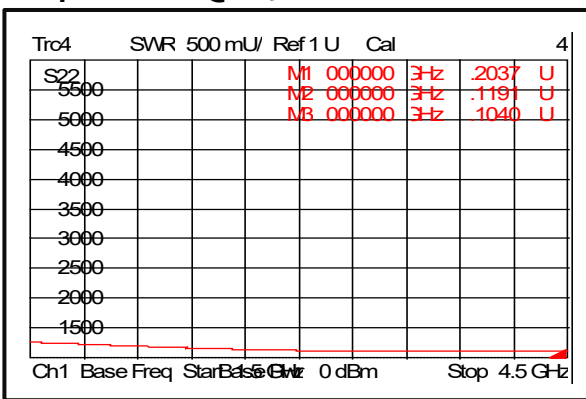 Trc4 SWR 500 mU/ Ref 1 U Cal 4
S22 M1 000000 GHz .2037 U
5500 M2 000000 GHz .1191 U
5000 M3 000000 GHz .1040 U
4500
4000
3500
3000
2500
2000
1500
Ch1 Base Freq Start 0 dBm Stop 4.5 GHz